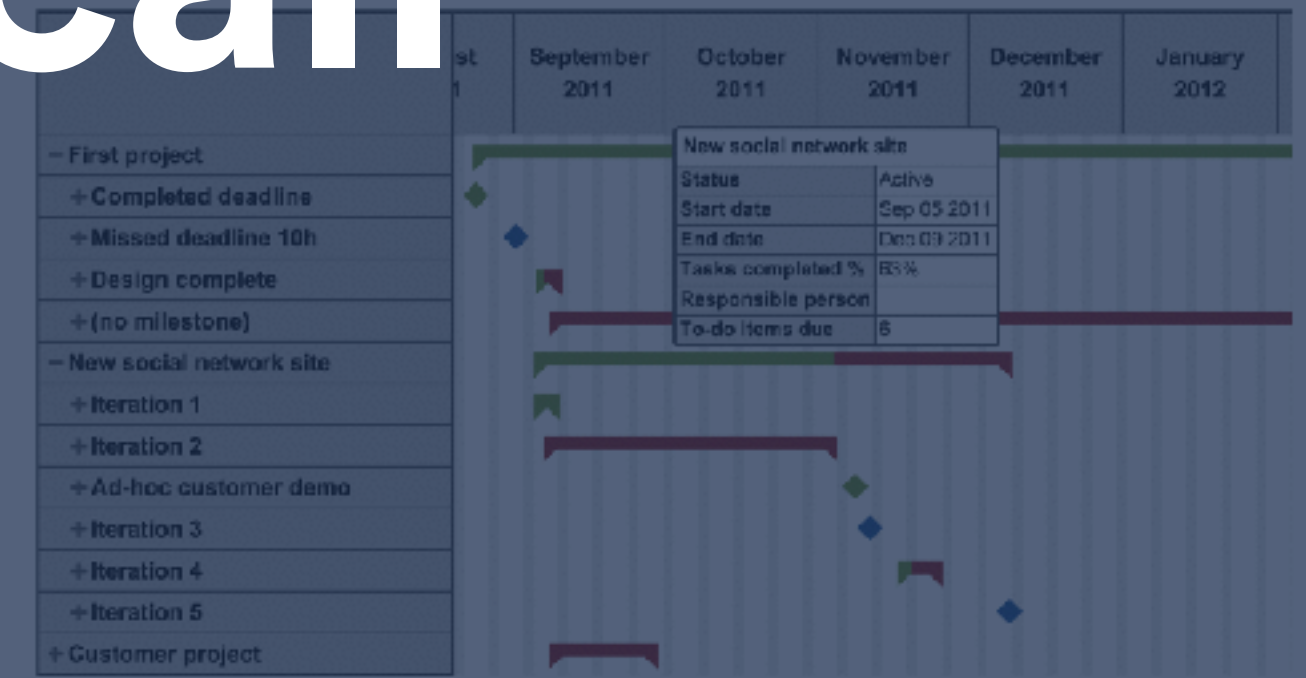 can
September
2011
October
2011
November
2011
December
2011
January
2012
First project
Completed deadline
Missed deadline 10h
Design complete
(no milestone)
New social network site
Iteration 1
Iteration 2
Ad-hoc customer demo
Iteration 3
Iteration 4
Iteration 5
Customer project
New social network site
Status Active
Start date Sep 05 2011
End date Dec 09 2011
Tasks completed %
Responsible person
To-do items due 6